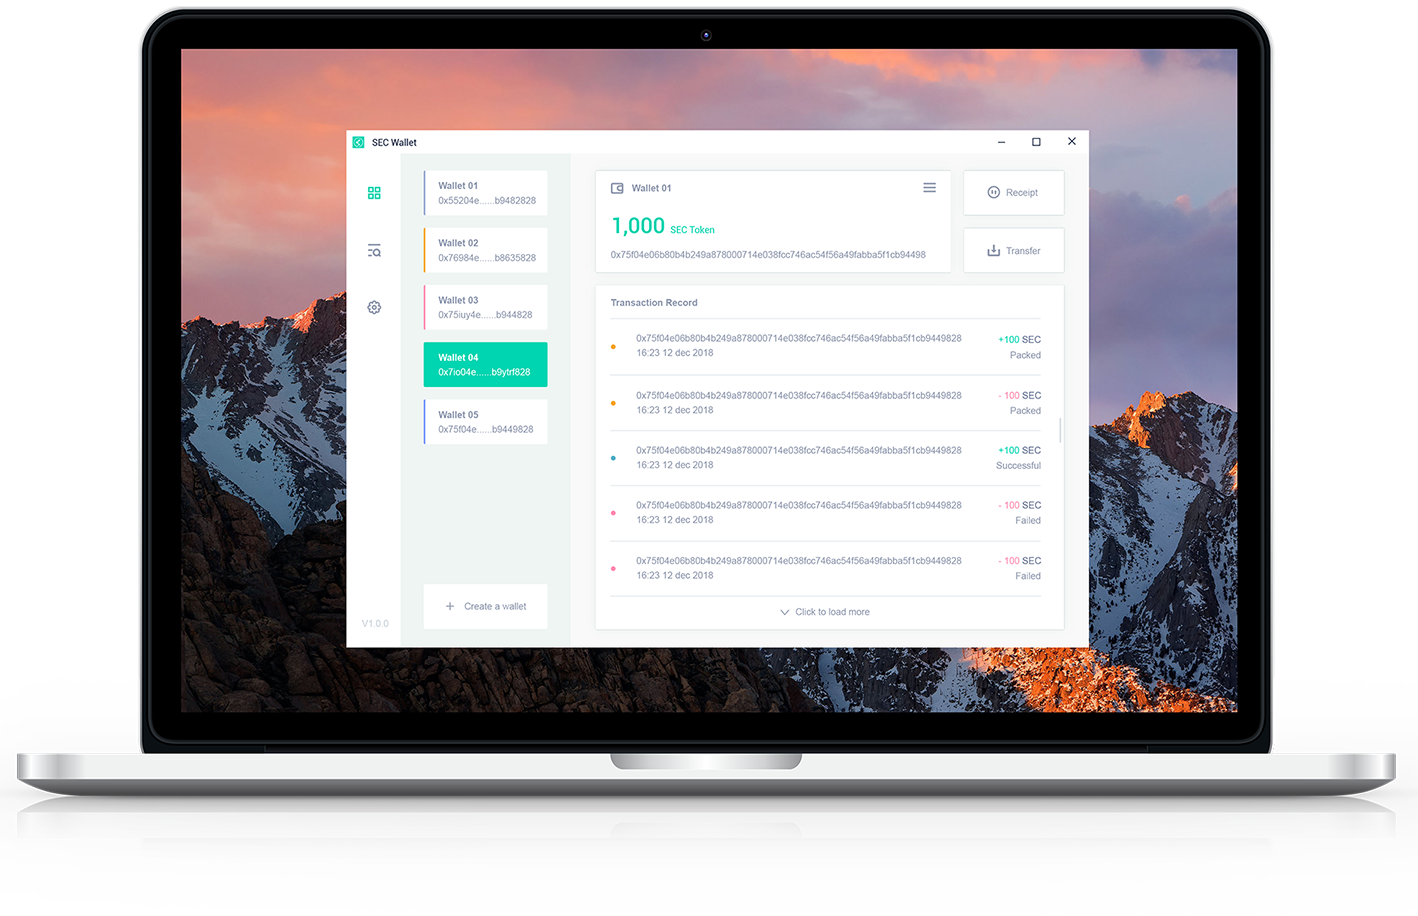 SEC Wallet
Wallet 01
0x55204e......b9482828
Wallet 02
0x76984e......b8635828
Wallet 03
0x75iuy4e......b944828
Wallet 04
0x7io04e......b9ytrf828
Wallet 05
0x75f04e......b9449828
+ Create a wallet
V1.0.0
Wallet 01
1,000 SEC Token
0x75f04e06b80b4b249a878000714e038fcc746ac54f56a49fabba5f1cb94498
Receipt
Transfer
Transaction Record
0x75f04e06b80b4b249a878000714e038fcc746ac54f56a49fabba5f1cb9449828 +100 SEC
16:23 12 dec 2018 Packed
0x75f04e06b80b4b249a878000714e038fcc746ac54f56a49fabba5f1cb9449828 - 100 SEC
16:23 12 dec 2018 Packed
0x75f04e06b80b4b249a878000714e038fcc746ac54f56a49fabba5f1cb9449828 +100 SEC
16:23 12 dec 2018 Successful
0x75f04e06b80b4b249a878000714e038fcc746ac54f56a49fabba5f1cb9449828 - 100 SEC
16:23 12 dec 2018 Failed
0x75f04e06b80b4b249a878000714e038fcc746ac54f56a49fabba5f1cb9449828 - 100 SEC
16:23 12 dec 2018 Failed
Click to load more